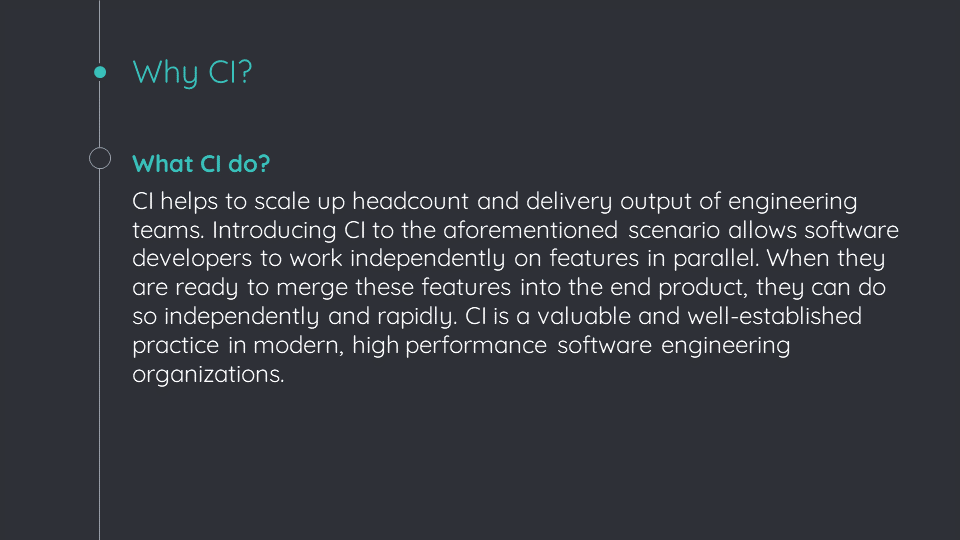 Why CI?
What CI do?
CI helps to scale up headcount and delivery output of engineering
teams. Introducing CI to the aforementioned scenario allows software
developers to work independently on features in parallel. When they
are ready to merge these features into the end product, they can do
so independently and rapidly. CI is a valuable and well-established
practice in modern, high performance software engineering
organizations.